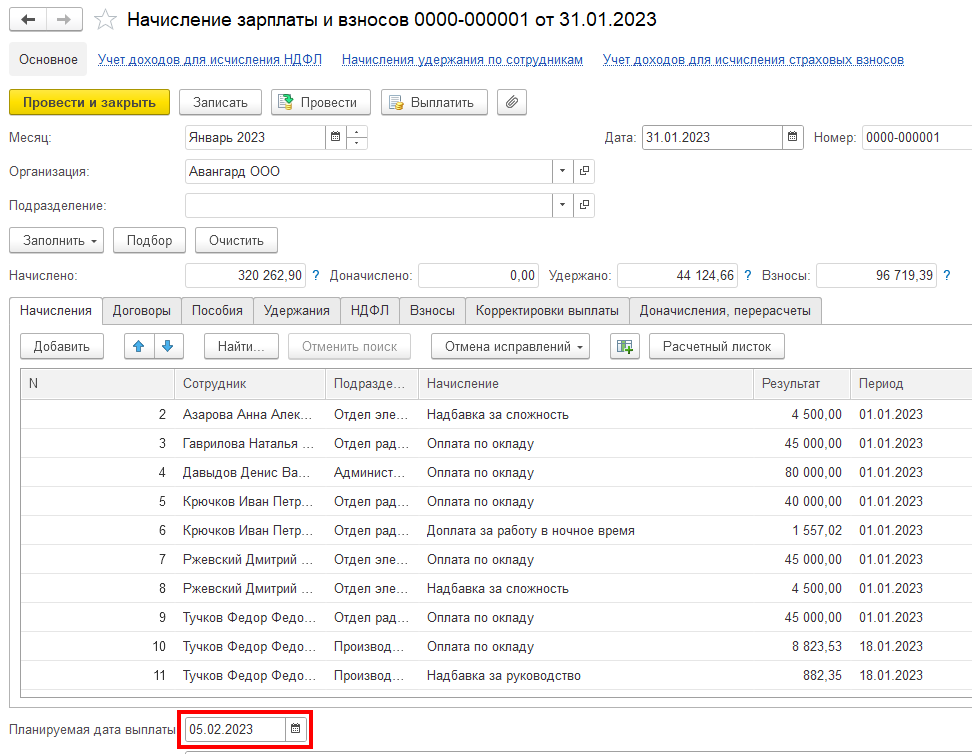 Начисление зарплаты и взносов 0000-000001 от 31.01.2023
Основное Учет доходов для исчисления НДФЛ Начисления удержания по сотрудникам Учет доходов для исчисления страховых взносов
Провести и закрыть Записать Провести Выплатить
Месяц: Январь 2023 Дата: 31.01.2023 Номер: 0000-000001
Организация: Авангард ООО
Подразделение:
Заполнить Подбор Очистить
Начислено: 320 262,90 ? Доначислено: 0,00 Удержано: 44 124,66 ? Взносы: 96 719,39 ?
Начисления Договоры Пособия Удержания НДФЛ Взносы Корректировки выплаты Доначисления, перерасчеты
Добавить Найти... Отменить поиск Отмена исправлений Расчетный листок
N Сотрудник Подразде... Начисление Результат Период
2 Азарова Анна Алек... Отдел эле... Надбавка за сложность 4 500,00 01.01.2023
3 Гаврилова Наталья ... Отдел рад... Оплата по окладу 45 000,00 01.01.2023
4 Давыдов Денис Ва... Админист... Оплата по окладу 80 000,00 01.01.2023
5 Крючков Иван Петр... Отдел рад... Оплата по окладу 40 000,00 01.01.2023
6 Крючков Иван Петр... Отдел рад... Доплата за работу в ночное время 1 557,02 01.01.2023
7 Ржевский Дмитрий ... Отдел эле... Оплата по окладу 45 000,00 01.01.2023
8 Ржевский Дмитрий ... Отдел эле... Надбавка за сложность 4 500,00 01.01.2023
9 Тучков Федор Федо... Отдел рад... Оплата по окладу 45 000,00 01.01.2023
10 Тучков Федор Федо... Производ... Оплата по окладу 8 823,53 18.01.2023
11 Тучков Федор Федо... Производ... Надбавка за руководство 882,35 18.01.2023
Планируемая дата выплаты 05.02.2023